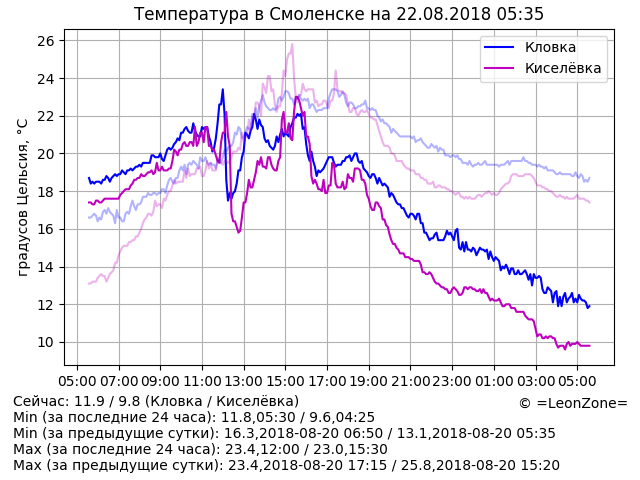 Температура в Смоленске на 22.08.2018 05:35
Кловка
Киселёвка
градусов Цельсия, °C
26
24
22
20
18
16
14
12
10
05:00 07:00 09:00 11:00 13:00 15:00 17:00 19:00 21:00 23:00 01:00 03:00 05:00
Сейчас: 11.9 / 9.8 (Кловка / Киселёвка)
© =LeonZone=
Min (за последние 24 часа): 11.8,05:30 / 9.6,04:25
Min (за предыдущие сутки): 16.3,2018-08-20 06:50 / 13.1,2018-08-20 05:35
Max (за последние 24 часа): 23.4,12:00 / 23.0,15:30
Max (за предыдущие сутки): 23.4,2018-08-20 17:15 / 25.8,2018-08-20 15:20